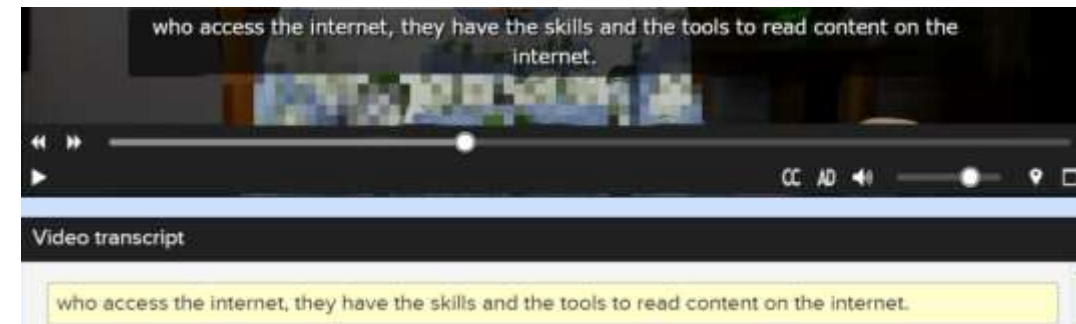 who access the internet, they have the skills and the tools to read content on the
internet.
CC AD
Video transcript
who access the internet, they have the skills and the tools to read content on the internet.